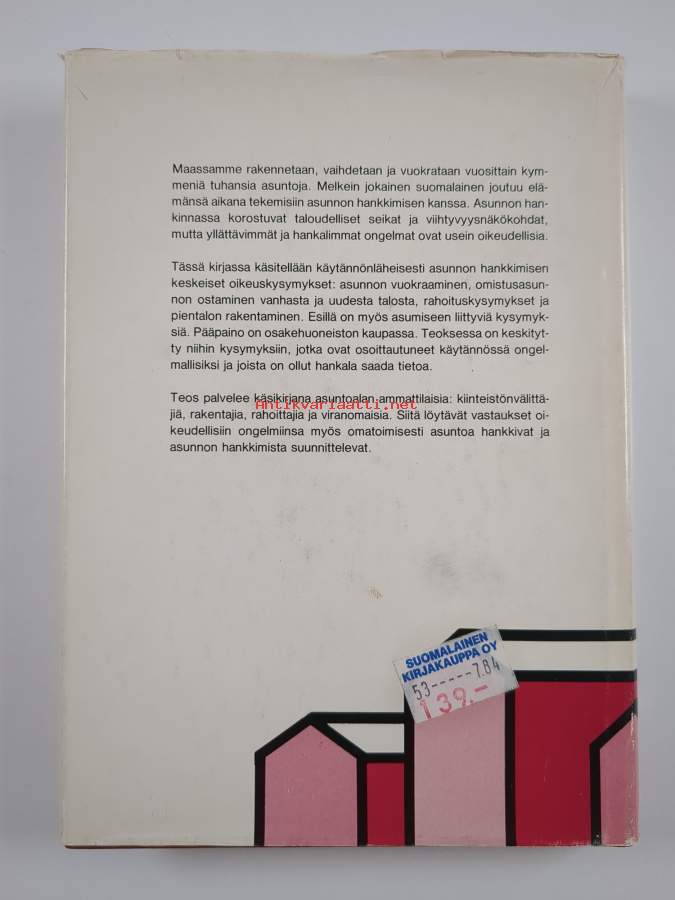 Maassamme rakennetaan, vaihdetaan ja vuokrataan vuosittain kym-
meniä tuhansia asuntoja. Melkein jokainen suomalainen joutuu elä-
mänsä aikana tekemisiin asunnon hankkimisen kanssa. Asunnon han-
kinnassa korostuvat taloudelliset seikat ja viihtyvyysnäkökohdat,
mutta yllättävimmät ja hankalimmat ongelmat ovat usein oikeudellisia.
Tässä kirjassa käsitellään käytännönläheisesti asunnon hankkimisen
keskeiset oikeuskysymykset: asunnon vuokraaminen, omistusasun-
non ostaminen vanhasta ja uudesta talosta, rahoituskysymykset ja
pientalon rakentaminen. Esillä on myös asumiseen liittyviä kysymyk-
siä. Pääpaino on osakehuoneiston kaupassa. Teoksessa on keskityt-
ty niihin kysymyksiin, jotka ovat osoittautuneet käytännössä ongel-
mallisiksi ja joista on ollut hankala saada tietoa.
Teos palvelee käsikirjana asuntoalan ammattilaisia: kiinteistönvälittä-
Antikvariaatti.net
jiä, rakentajia, rahoittajia ja viranomaisia. Siitä löytävät vastaukset oi-
keudellisiin ongelmiinsa myös omatoimisesti asuntoa hankkivat ja
asunnon hankkimista suunnittelevat.
SUOMALAINEN
KIRJAKAUPPA OY
53-----7.84
139.-